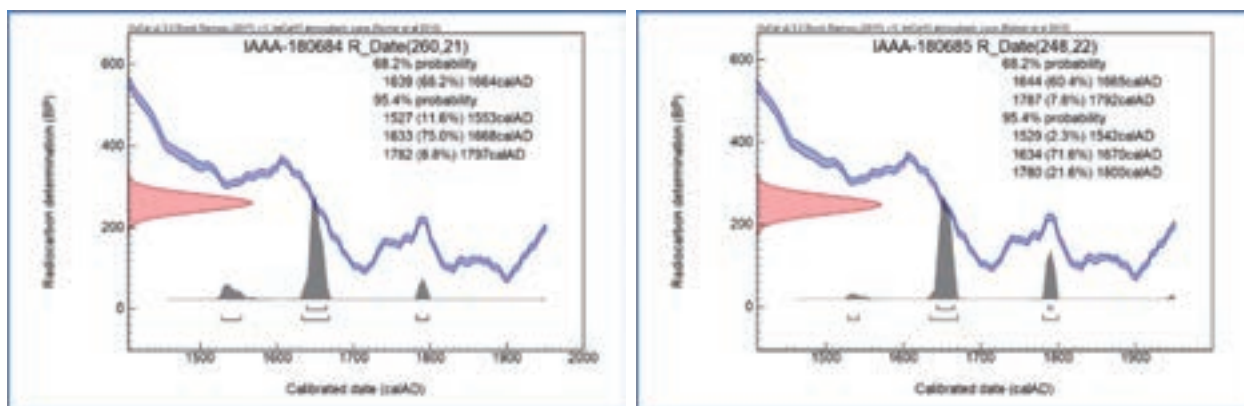 IAAA-180684 R_Date(260,21)
68.2% probability
1639 (68.2%) 1664calAD
95.4% probability
1527 (11.6%) 1553calAD
1633 (75.0%) 1668calAD
1782 (8.8%) 1797calAD
Radiocarbon determination (BP)
600
400
200
0
1500 1600 1700 1800 1900 2000
Calibrated date (calAD)
IAAA-180685 R_Date(248,22)
68.2% probability
1644 (60.4%) 1665calAD
1787 (7.8%) 1792calAD
95.4% probability
1529 (2.3%) 1542calAD
1634 (71.6%) 1670calAD
1780 (21.6%) 1800calAD
Radiocarbon determination (BP)
600
400
200
0
1500 1600 1700 1800 1900
Calibrated date (calAD)